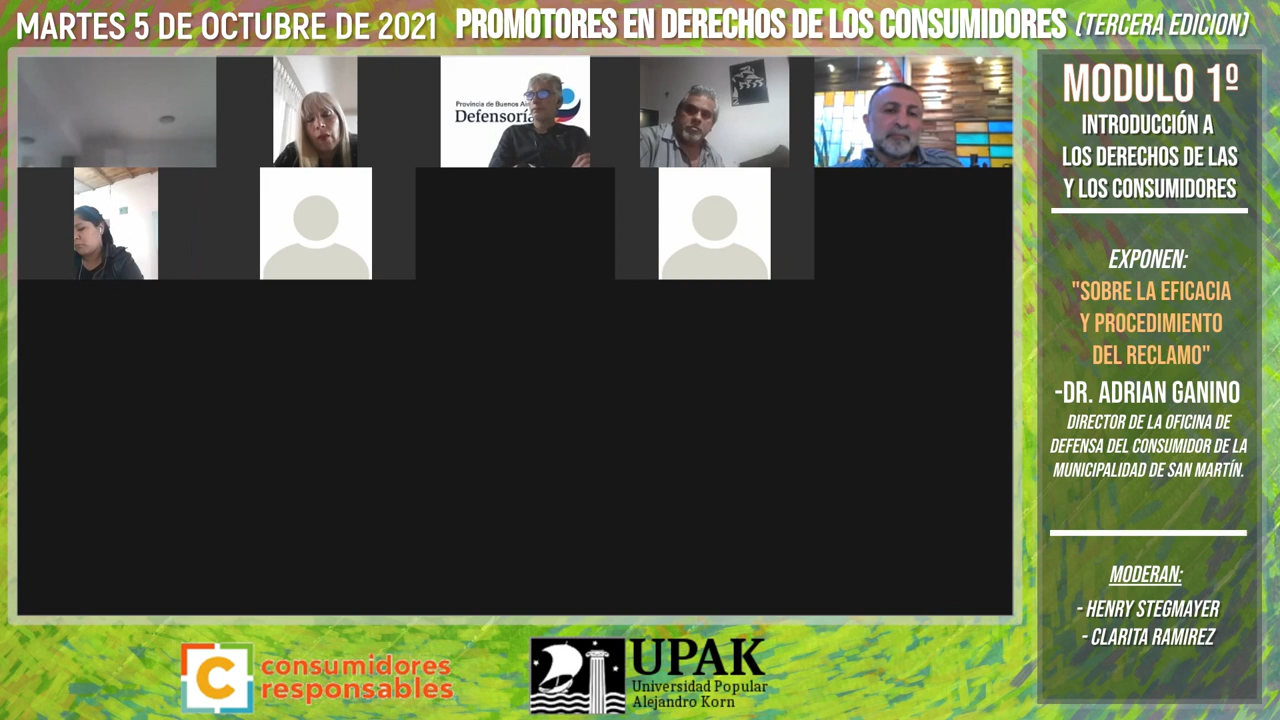 MARTES 5 DE OCTUBRE DE 2021 PROMOTORES EN DERECHOS DE LOS CONSUMIDORES (TERCERA EDICION)
Provincia de Buenos
Defensoría
MODULO 1º
INTRODUCCIÓN A
LOS DERECHOS DE LAS
Y LOS CONSUMIDORES
EXPONEN:
"SOBRE LA EFICACIA
Y PROCEDIMIENTO
DEL RECLAMO"
-DR. ADRIAN GANINO
DIRECTOR DE LA OFICINA DE
DEFENSA DEL CONSUMIDOR DE LA
MUNICIPALIDAD DE SAN MARTÍN.
MODERAN:
- HENRY STEGMAYER
- CLARITA RAMIREZ
C
consumidores
responsables
UPAK
Universidad Popular
Alejandro Korn